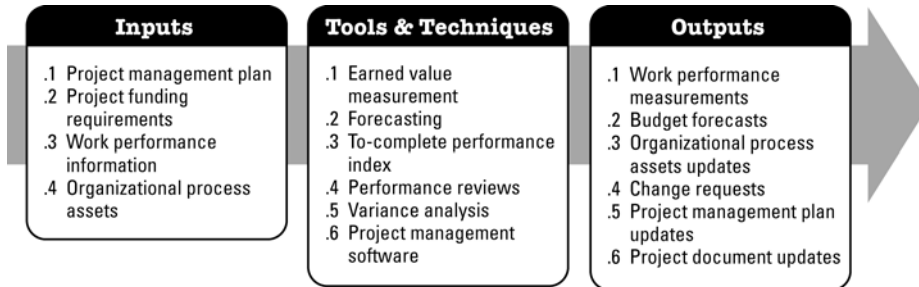 Inputs
.1 Project management plan
.2 Project funding
requirements
.3 Work performance
information
.4 Organizational process
assets
Tools & Techniques
.1 Earned value
measurement
.2 Forecasting
.3 To-complete performance
index
.4 Performance reviews
.5 Variance analysis
.6 Project management
software
Outputs
.1 Work performance
measurements
.2 Budget forecasts
.3 Organizational process
assets updates
.4 Change requests
.5 Project management plan
updates
.6 Project document updates